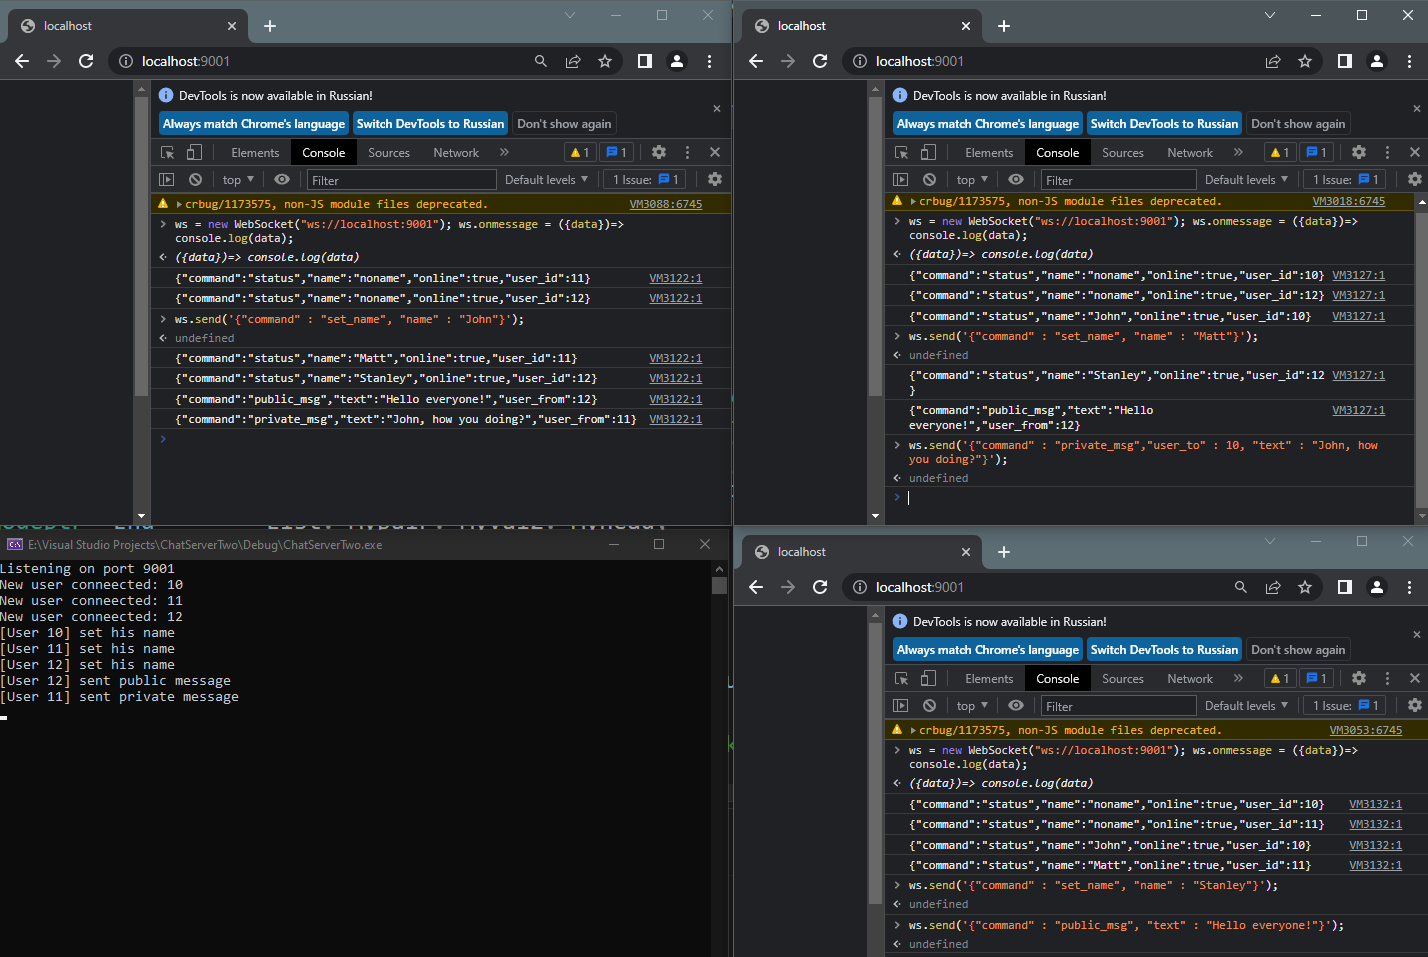 localhost
localhost:9001
DevTools is now available in Russian!
Always match Chrome's language
Switch DevTools to Russian
Don't show again
Elements
Console
Sources
Network
1
1
top
Filter
Default levels
1 Issue:
1
crbug/1173575, non-JS module files deprecated.
VM3088:6745
ws = new WebSocket("ws://localhost:9001"); ws.onmessage = ({data})=>
console.log(data);
({data})=> console.log(data)
{"command":"status","name":"noname","online":true,"user_id":11}
VM3122:1
{"command":"status","name":"noname","online":true,"user_id":12}
VM3122:1
ws.send('{"command" : "set_name", "name" : "John"}');
undefined
{"command":"status","name":"Matt","online":true,"user_id":11}
VM3122:1
{"command":"status","name":"Stanley","online":true,"user_id":12}
VM3122:1
{"command":"public_msg","text":"Hello everyone!","user_from":12}
VM3122:1
{"command":"private_msg","text":"John, how you doing?","user_from":11}
VM3122:1
localhost
localhost:9001
DevTools is now available in Russian!
Always match Chrome's language
Switch DevTools to Russian
Don't show again
Elements
Console
Sources
Network
1
1
top
Filter
Default levels
1 Issue:
1
crbug/1173575, non-JS module files deprecated.
VM3018:6745
ws = new WebSocket("ws://localhost:9001"); ws.onmessage = ({data})=>
console.log(data);
({data})=> console.log(data)
{"command":"status","name":"noname","online":true,"user_id":10}
VM3127:1
{"command":"status","name":"noname","online":true,"user_id":12}
VM3127:1
{"command":"status","name":"John","online":true,"user_id":10}
VM3127:1
ws.send('{"command" : "set_name", "name" : "Matt"}');
undefined
{"command":"status","name":"Stanley","online":true,"user_id":12
VM3127:1
}
{"command":"public_msg","text":"Hello
VM3127:1
everyone!","user_from":12}
ws.send('{"command" : "private_msg","user_to" : 10, "text" : "John, how
you doing?"}');
undefined
E:\Visual Studio Projects\ChatServerTwo\Debug\ChatServerTwo.exe
Listening on port 9001
New user conneected: 10
New user conneected: 11
New user conneected: 12
[User 10] set his name
[User 11] set his name
[User 12] set his name
[User 12] sent public message
[User 11] sent private message
localhost
localhost:9001
DevTools is now available in Russian!
Always match Chrome's language
Switch DevTools to Russian
Don't show again
Elements
Console
Sources
Network
1
1
top
Filter
Default levels
1 Issue:
1
crbug/1173575, non-JS module files deprecated.
VM3053:6745
ws = new WebSocket("ws://localhost:9001"); ws.onmessage = ({data})=>
console.log(data);
({data})=> console.log(data)
{"command":"status","name":"noname","online":true,"user_id":10}
VM3132:1
{"command":"status","name":"noname","online":true,"user_id":11}
VM3132:1
{"command":"status","name":"John","online":true,"user_id":10}
VM3132:1
{"command":"status","name":"Matt","online":true,"user_id":11}
VM3132:1
ws.send('{"command" : "set_name", "name" : "Stanley"}');
undefined
ws.send('{"command" : "public_msg", "text" : "Hello everyone!"}');
undefined